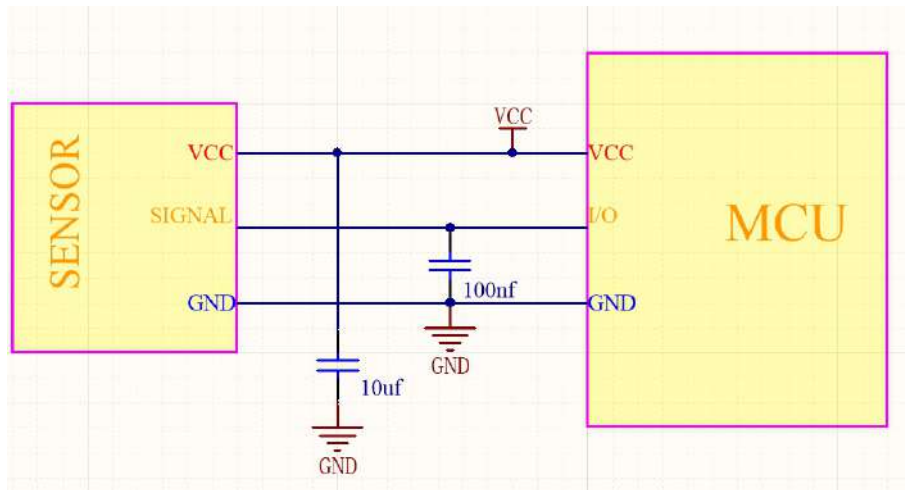 VCC
VCC
VCC
SENSOR
SIGNAL
I/O
MCU
100nf
GND
GND
GND
10uf
GND